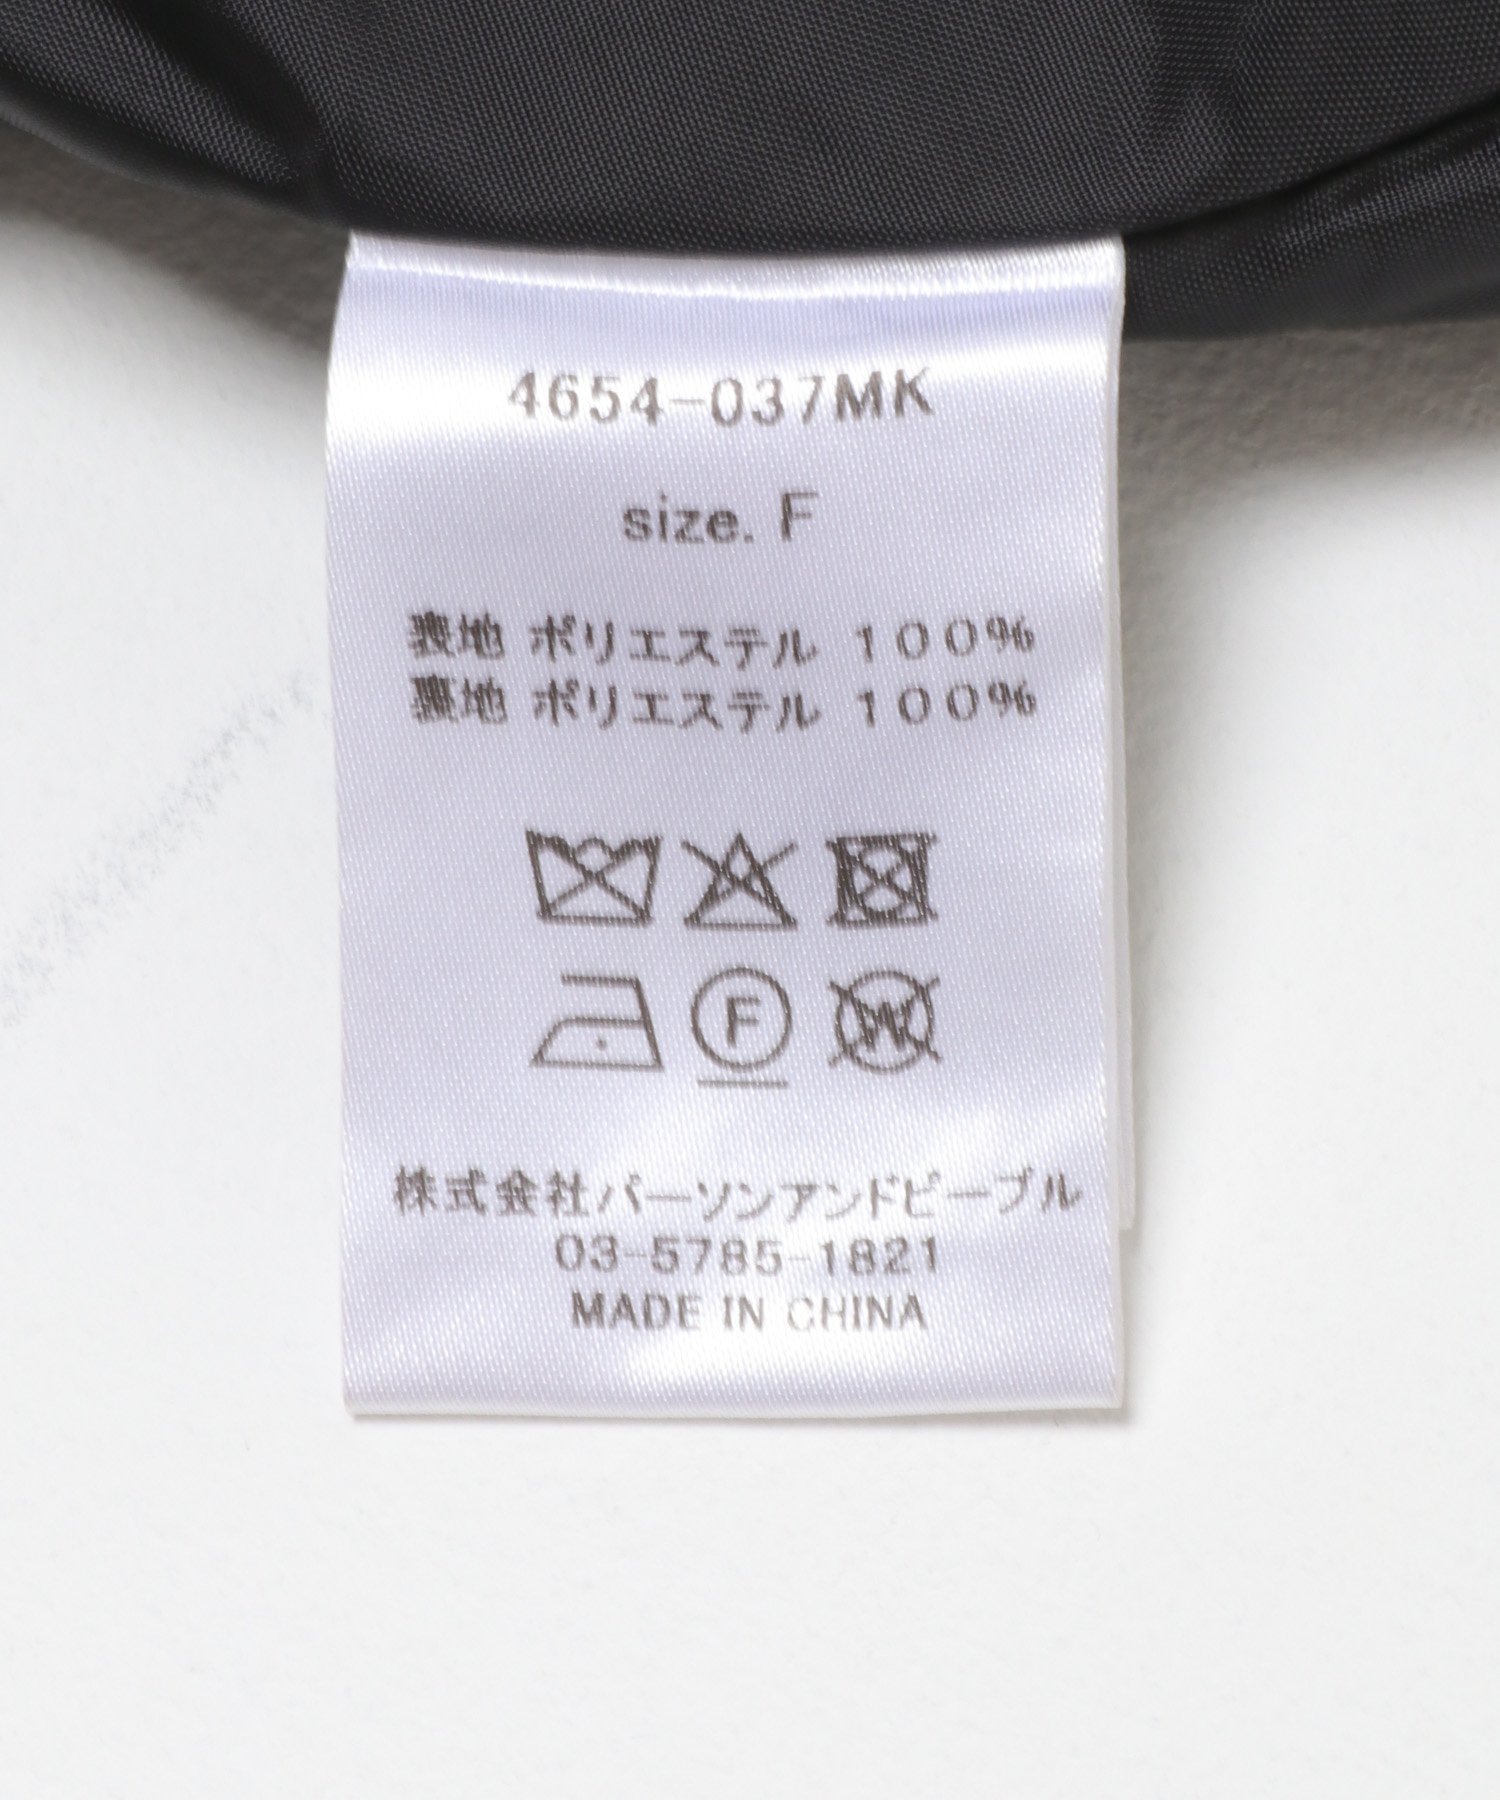 4654-037MK
size. F
表地 ポリエステル 100%
裏地 ポリエステル 100%
F
W
株式会社パーソンアンドピープル
03-5785-1821
MADE IN CHINA